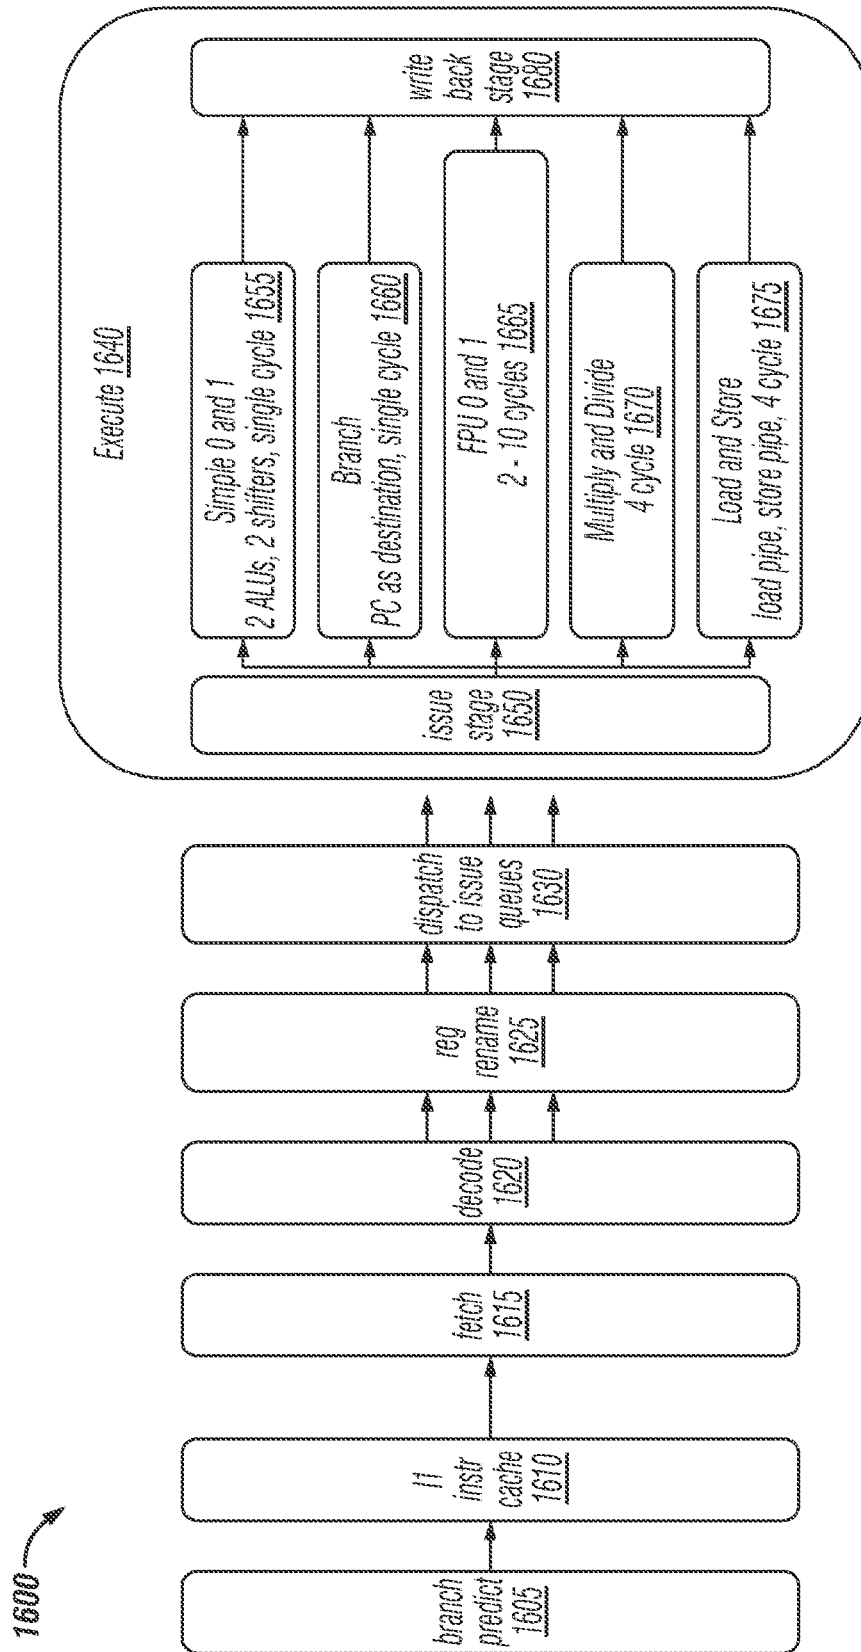 1600
branch
predict
1605
I1
instr
cache
1610
fetch
1615
decode
1620
reg
rename
1625
dispatch
to issue
queues
1630
Execute 1640
issue
stage
1650
Simple 0 and 1
2 ALUs, 2 shifters, single cycle 1655
Branch
PC as destination, single cycle 1660
FPU 0 and 1
2 - 10 cycles 1665
Multiply and Divide
4 cycle 1670
Load and Store
load pipe, store pipe, 4 cycle 1675
write
back
stage
1680